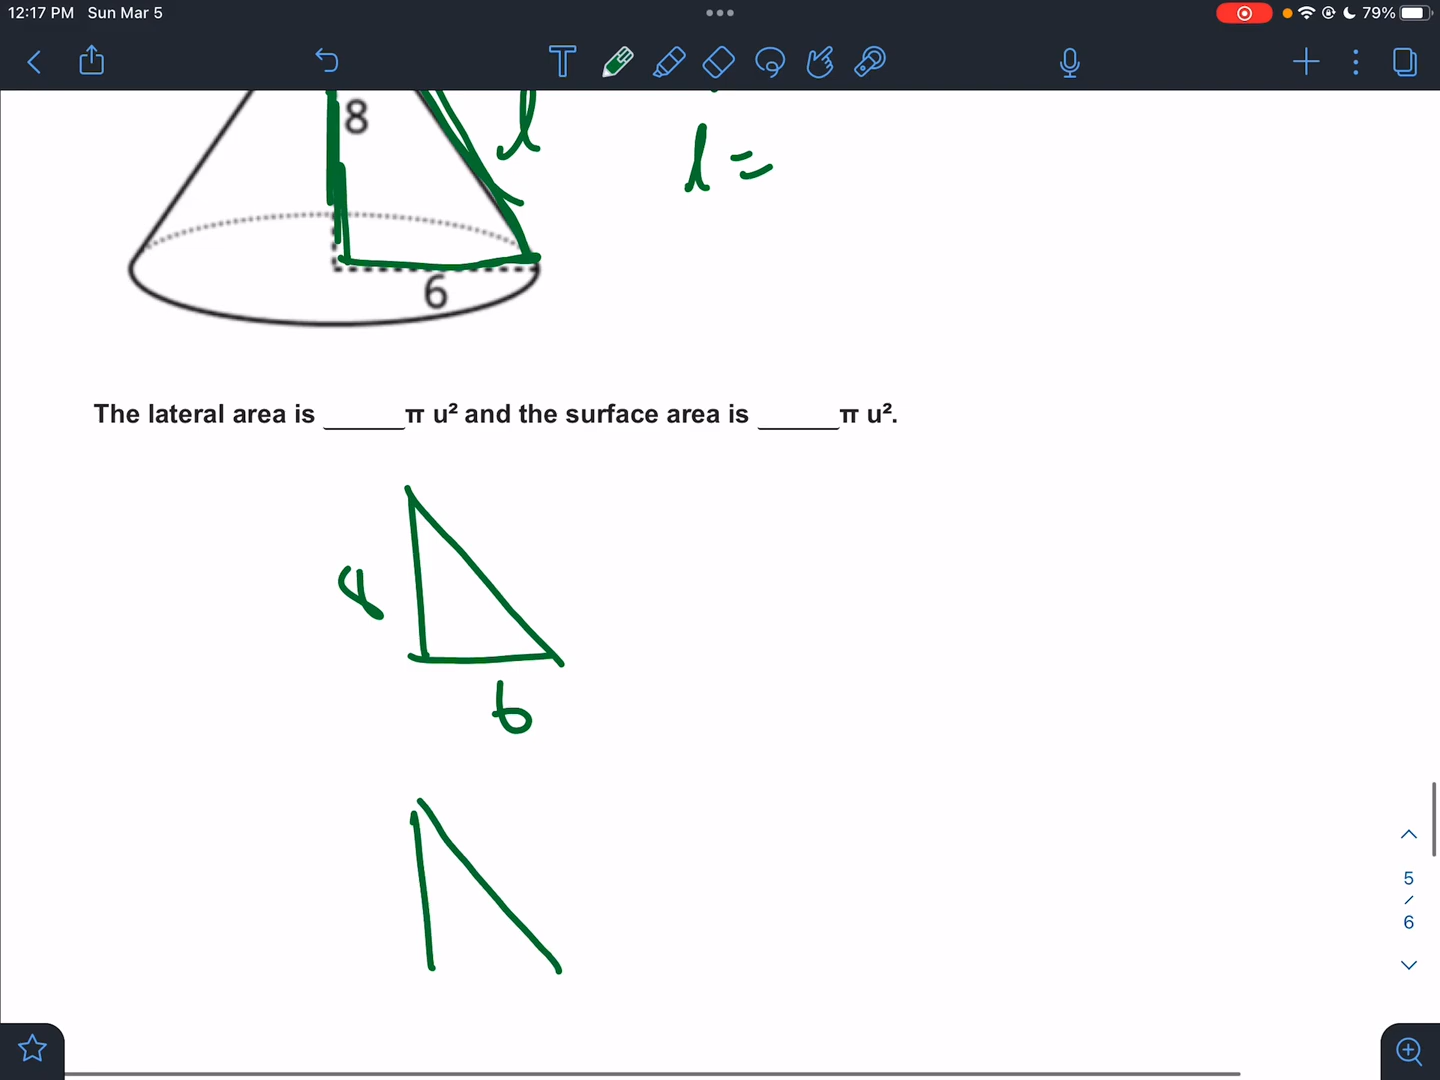 12:17 PM Sun Mar 5
79%
T
8
l
l =
6
The lateral area is ______π u² and the surface area is ______π u².
8
6
5
/
6